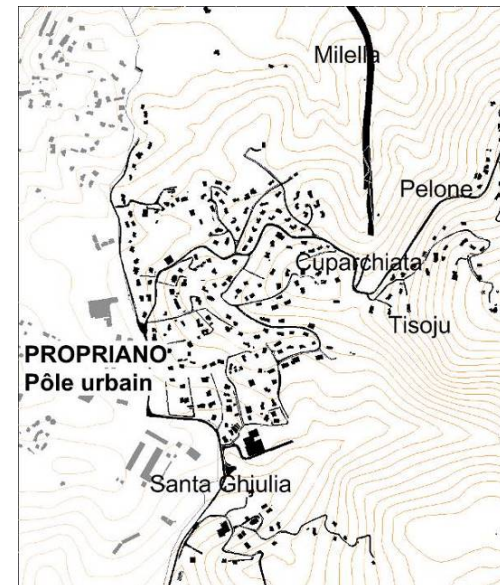 Milella
Pelone
Cuparchiata
Tisoju
PROPRIANO
Pôle urbain
Santa Ghjulia